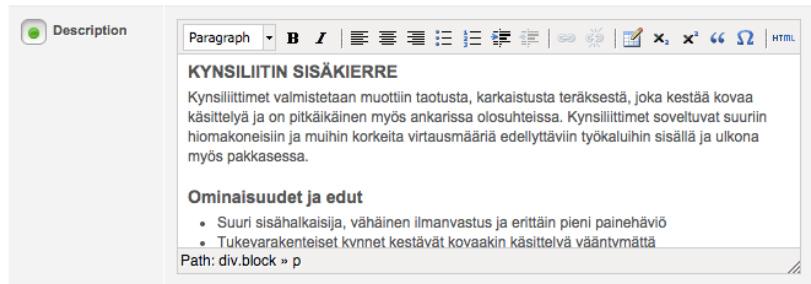 Description
Paragraph B I x₂ x² “ Ω HTML
KYNSILIITIN SISÄKIERRE
Kynsiliittimet valmistetaan muottiin taotusta, karkaistusta teräksestä, joka kestää kovaa
käsittelyä ja on pitkäikäinen myös ankarissa olosuhteissa. Kynsiliittimet soveltuvat suuriin
hiomakoneisiin ja muihin korkeita virtausmääriä edellyttäviin työkaluihin sisällä ja ulkona
myös pakkasessa.
Ominaisuudet ja edut
• Suuri sisähalkaisija, vähäinen ilmanvastus ja erittäin pieni painehäviö
• Tukevarakenteiset kynnet kestävät kovaakin käsittelyä vääntymättä
Path: div.block » p